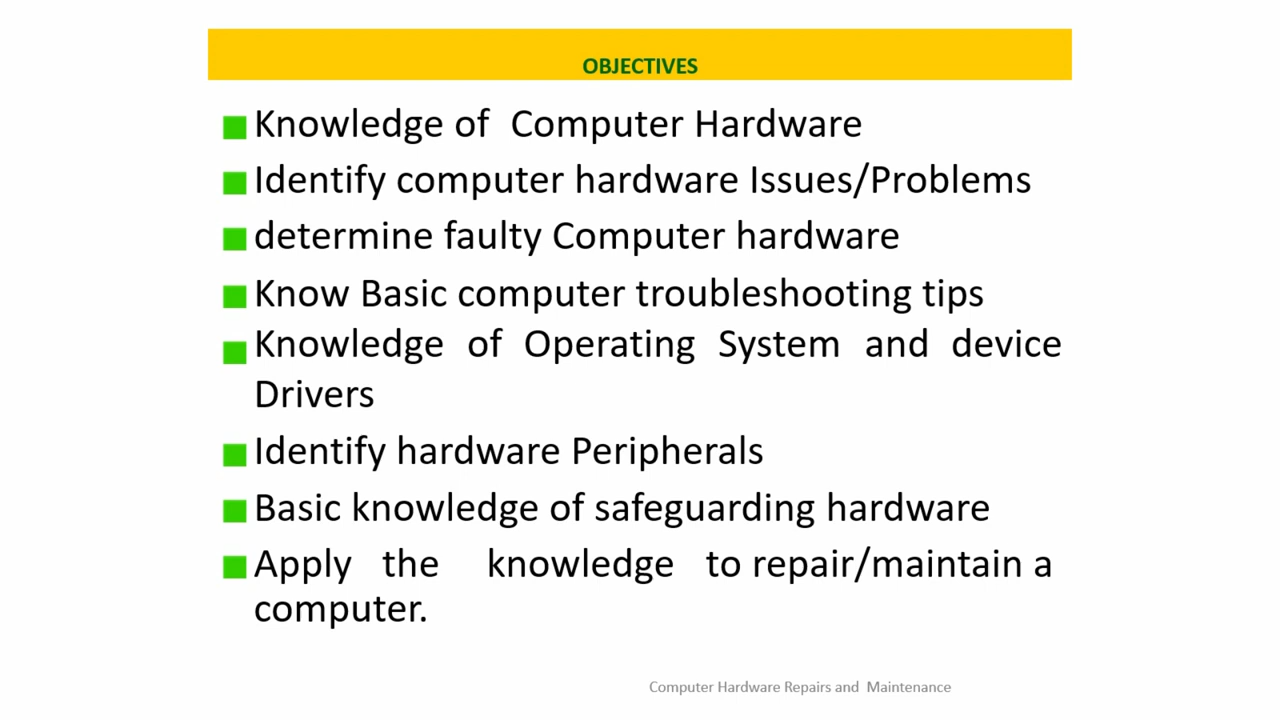 OBJECTIVES
Knowledge of Computer Hardware
Identify computer hardware Issues/Problems
determine faulty Computer hardware
Know Basic computer troubleshooting tips
Knowledge of Operating System and device
Drivers
Identify hardware Peripherals
Basic knowledge of safeguarding hardware
Apply the knowledge to repair/maintain a
computer.
Computer Hardware Repairs and Maintenance